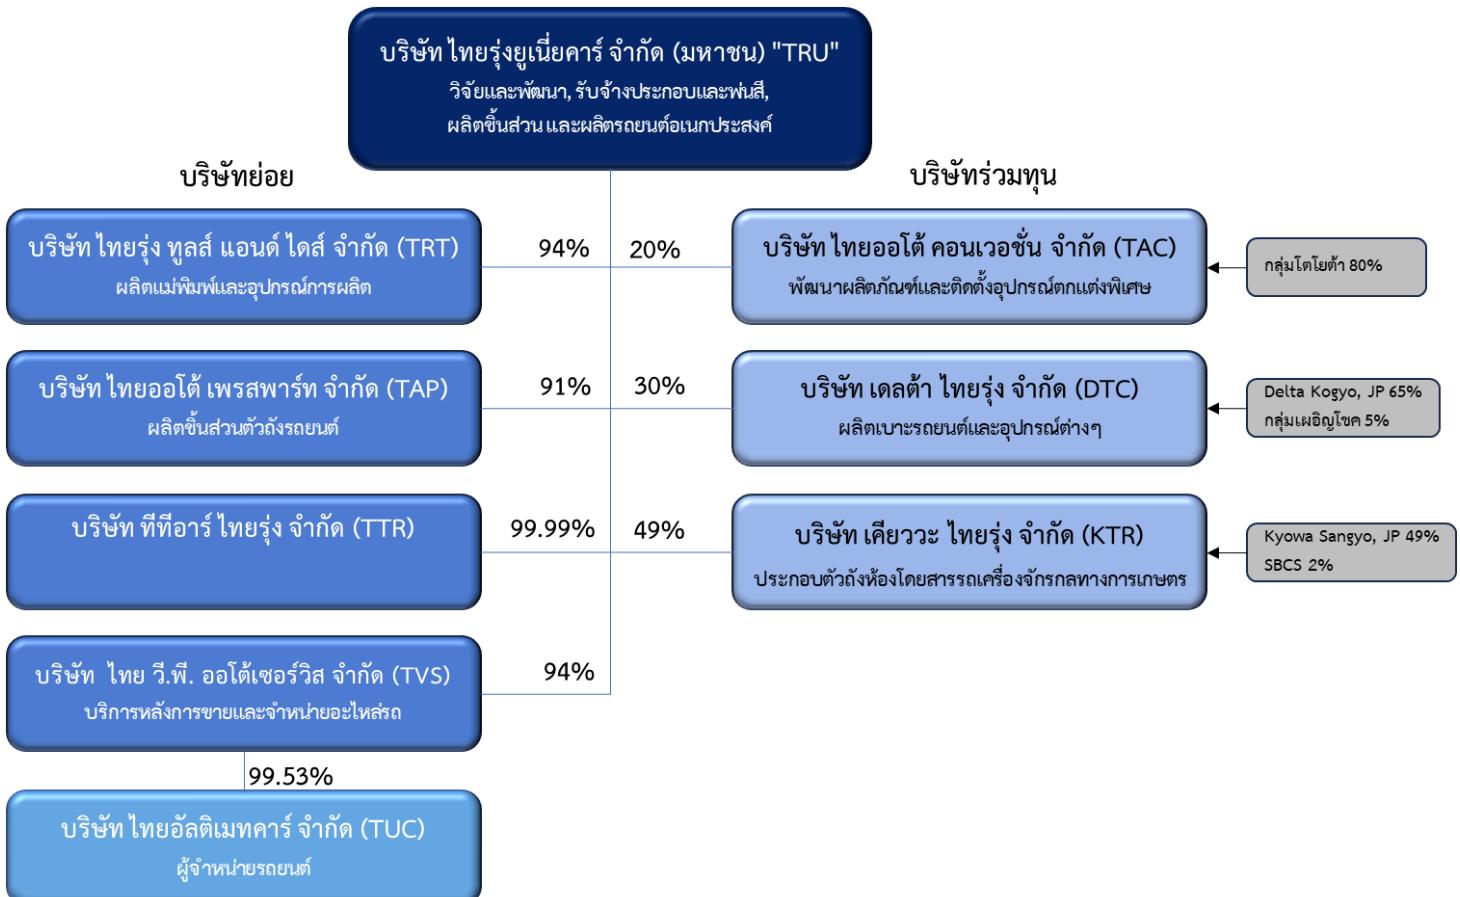 บริษัท ไทยรุ่งยูเนี่ยนคาร์ จำกัด (มหาชน) "TRU"
วิจัยและพัฒนา, รับจ้างประกอบและพ่นสี,
ผลิตชิ้นส่วน และผลิตรถยนต์อเนกประสงค์
บริษัทย่อย
บริษัทร่วมทุน
บริษัท ไทยรุ่ง ทูลส์ แอนด์ ไดส์ จำกัด (TRT)
ผลิตแม่พิมพ์และอุปกรณ์การผลิต
94%
20%
บริษัท ไทยออโต้ คอนเวอชั่น จำกัด (TAC)
พัฒนาผลิตภัณฑ์และติดตั้งอุปกรณ์ตกแต่งพิเศษ
กลุ่มโตโยต้า 80%
บริษัท ไทยออโต้ เพรสพาร์ท จำกัด (TAP)
ผลิตชิ้นส่วนตัวถังรถยนต์
91%
30%
บริษัท เดลต้า ไทยรุ่ง จำกัด (DTC)
ผลิตเบาะรถยนต์และอุปกรณ์ต่างๆ
Delta Kogyo, JP 65%
กลุ่มเผอิญโชค 5%
บริษัท ทีทีอาร์ ไทยรุ่ง จำกัด (TTR)
99.99%
49%
บริษัท เคียววะ ไทยรุ่ง จำกัด (KTR)
ประกอบตัวถังห้องโดยสารรถเครื่องจักรกลทางการเกษตร
Kyowa Sangyo, JP 49%
SBCS 2%
บริษัท ไทย วี.พี. ออโต้เซอร์วิส จำกัด (TVS)
บริการหลังการขายและจำหน่ายอะไหล่รถ
94%
99.53%
บริษัท ไทยอัลติเมทคาร์ จำกัด (TUC)
ผู้จำหน่ายรถยนต์